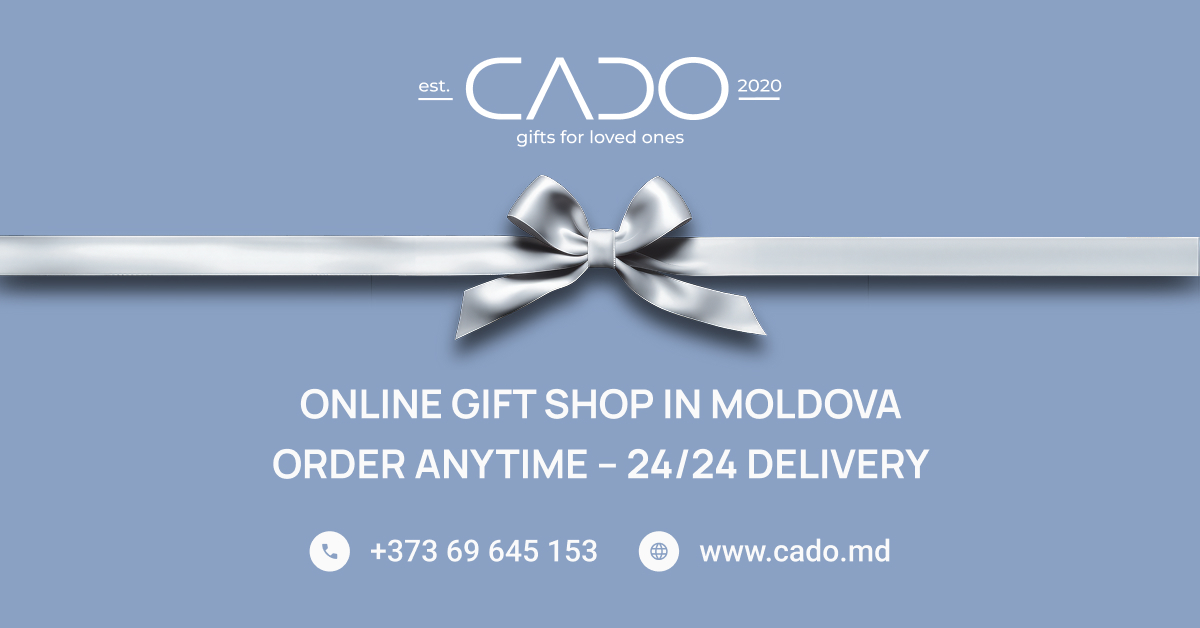 est. CADO 2020
gifts for loved ones
ONLINE GIFT SHOP IN MOLDOVA
ORDER ANYTIME – 24/24 DELIVERY
+373 69 645 153 www.cado.md